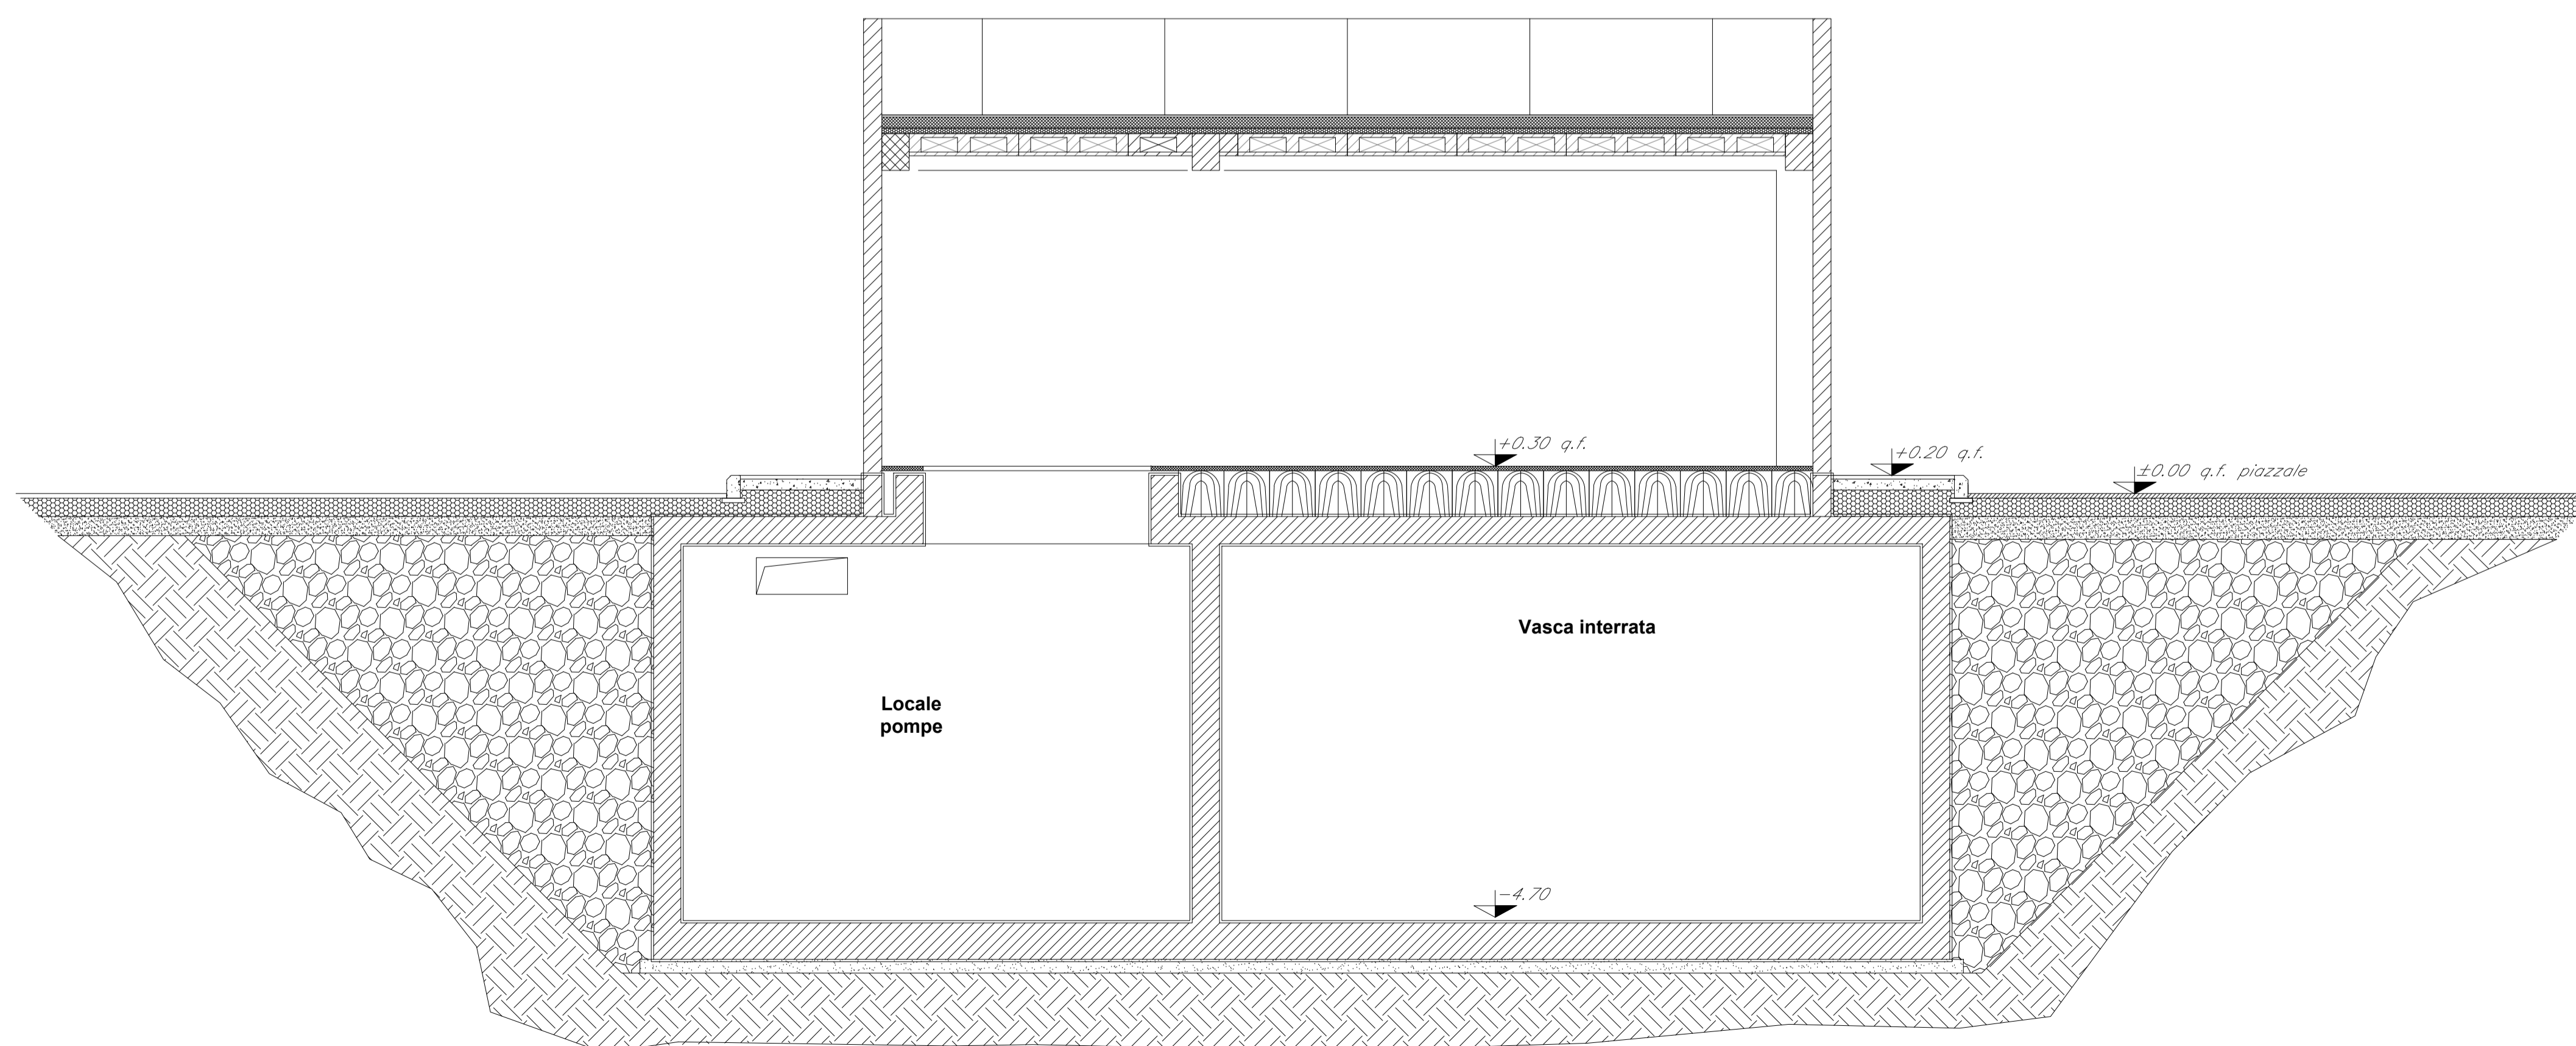 +0.30 q.f.
+0.20 q.f.
±0.00 q.f. piazzale
Vasca interrata
Locale
pompe
-4.70